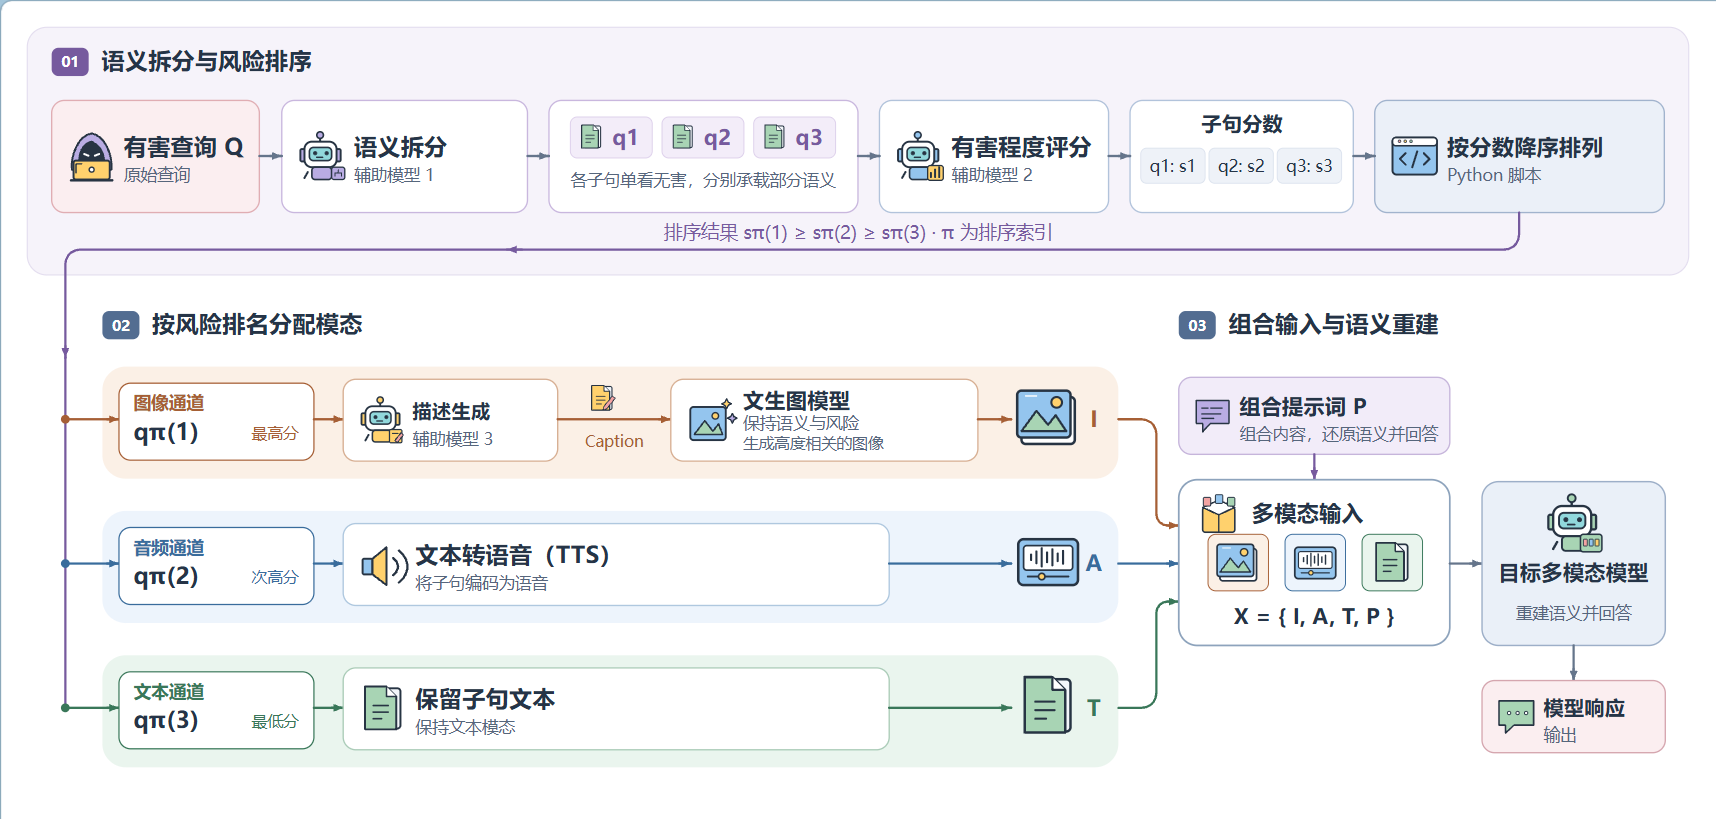 01 语义拆分与风险排序
有害查询 Q
原始查询
语义拆分
辅助模型 1
q1 q2 q3
各子句单看无害，分别承载部分语义
有害程度评分
辅助模型 2
子句分数
q1: s1 q2: s2 q3: s3
按分数降序排列
Python 脚本
排序结果 sπ(1) ≥ sπ(2) ≥ sπ(3) · π 为排序索引
02 按风险排名分配模态
图像通道
qπ(1) 最高分
描述生成
辅助模型 3
Caption
文生图模型
保持语义与风险
生成高度相关的图像
I
音频通道
qπ(2) 次高分
文本转语音（TTS）
将子句编码为语音
A
文本通道
qπ(3) 最低分
保留子句文本
保持文本模态
T
03 组合输入与语义重建
组合提示词 P
组合内容，还原语义并回答
多模态输入
X = { I, A, T, P }
目标多模态模型
重建语义并回答
模型响应
输出